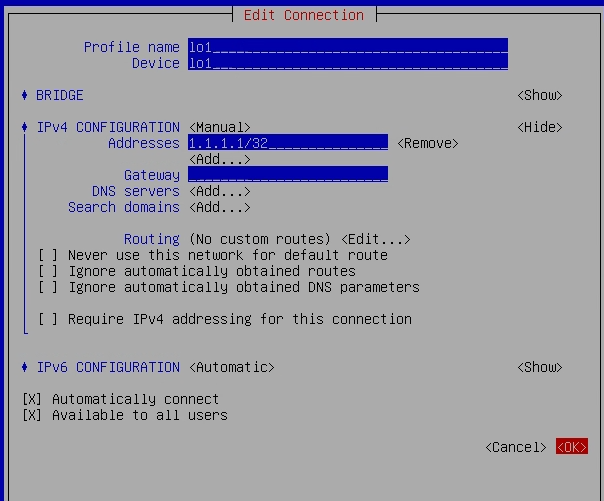 Edit Connection
Profile name lo1
Device lo1
BRIDGE <Show>
IPv4 CONFIGURATION <Manual> <Hide>
Addresses 1.1.1.1/32 <Remove>
<Add...>
Gateway
DNS servers <Add...>
Search domains <Add...>
Routing (No custom routes) <Edit...>
[ ] Never use this network for default route
[ ] Ignore automatically obtained routes
[ ] Ignore automatically obtained DNS parameters
[ ] Require IPv4 addressing for this connection
IPv6 CONFIGURATION <Automatic> <Show>
[X] Automatically connect
[X] Available to all users
<Cancel> <OK>